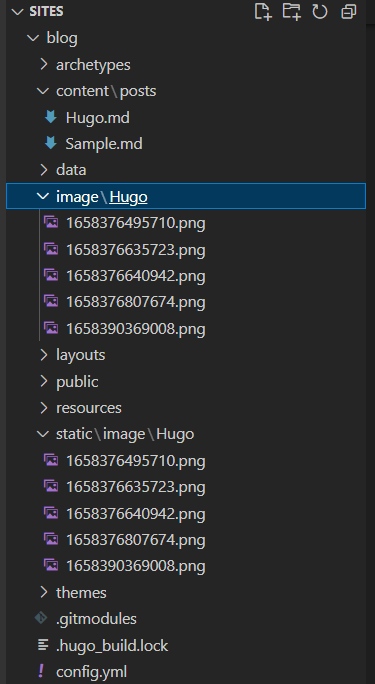 SITES
blog
archetypes
content\posts
Hugo.md
Sample.md
data
image\Hugo
1658376495710.png
1658376635723.png
1658376640942.png
1658376807674.png
1658390369008.png
layouts
public
resources
static\image\Hugo
1658376495710.png
1658376635723.png
1658376640942.png
1658376807674.png
1658390369008.png
themes
.gitmodules
.hugo_build.lock
config.yml